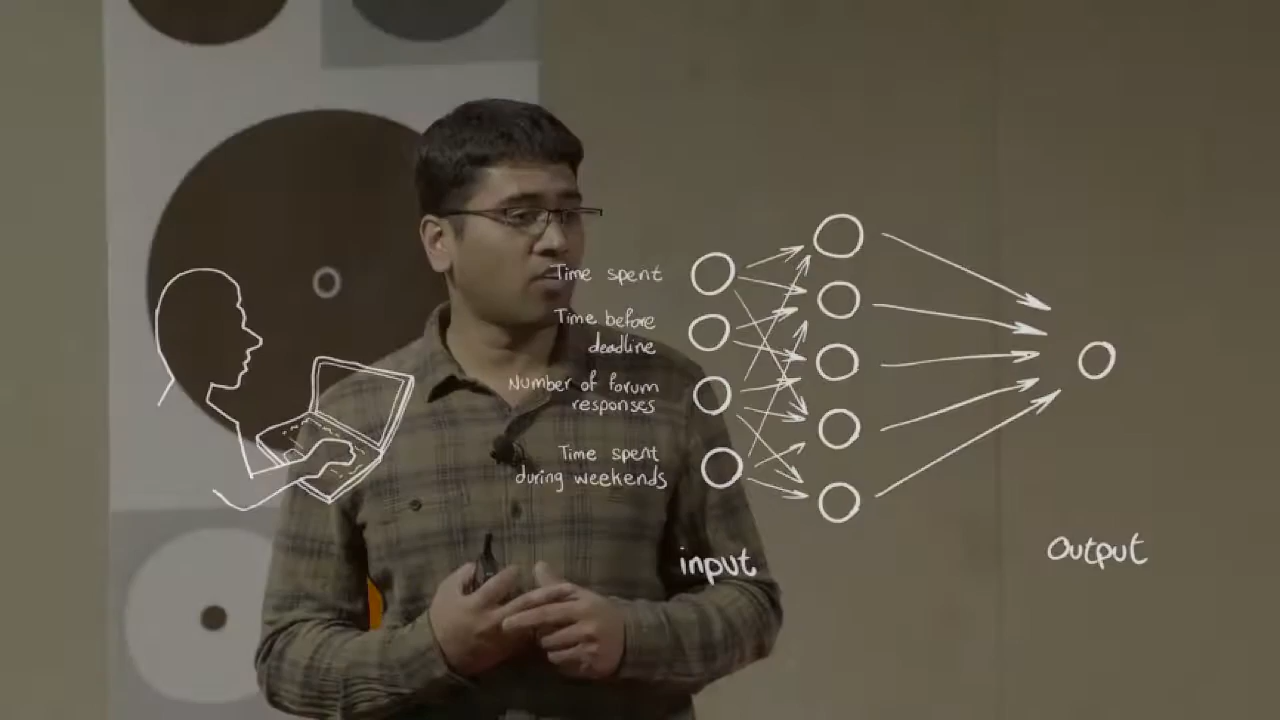 Time spent
Time before
deadline
Number of forum
responses
Time spent
during weekends
input
Output